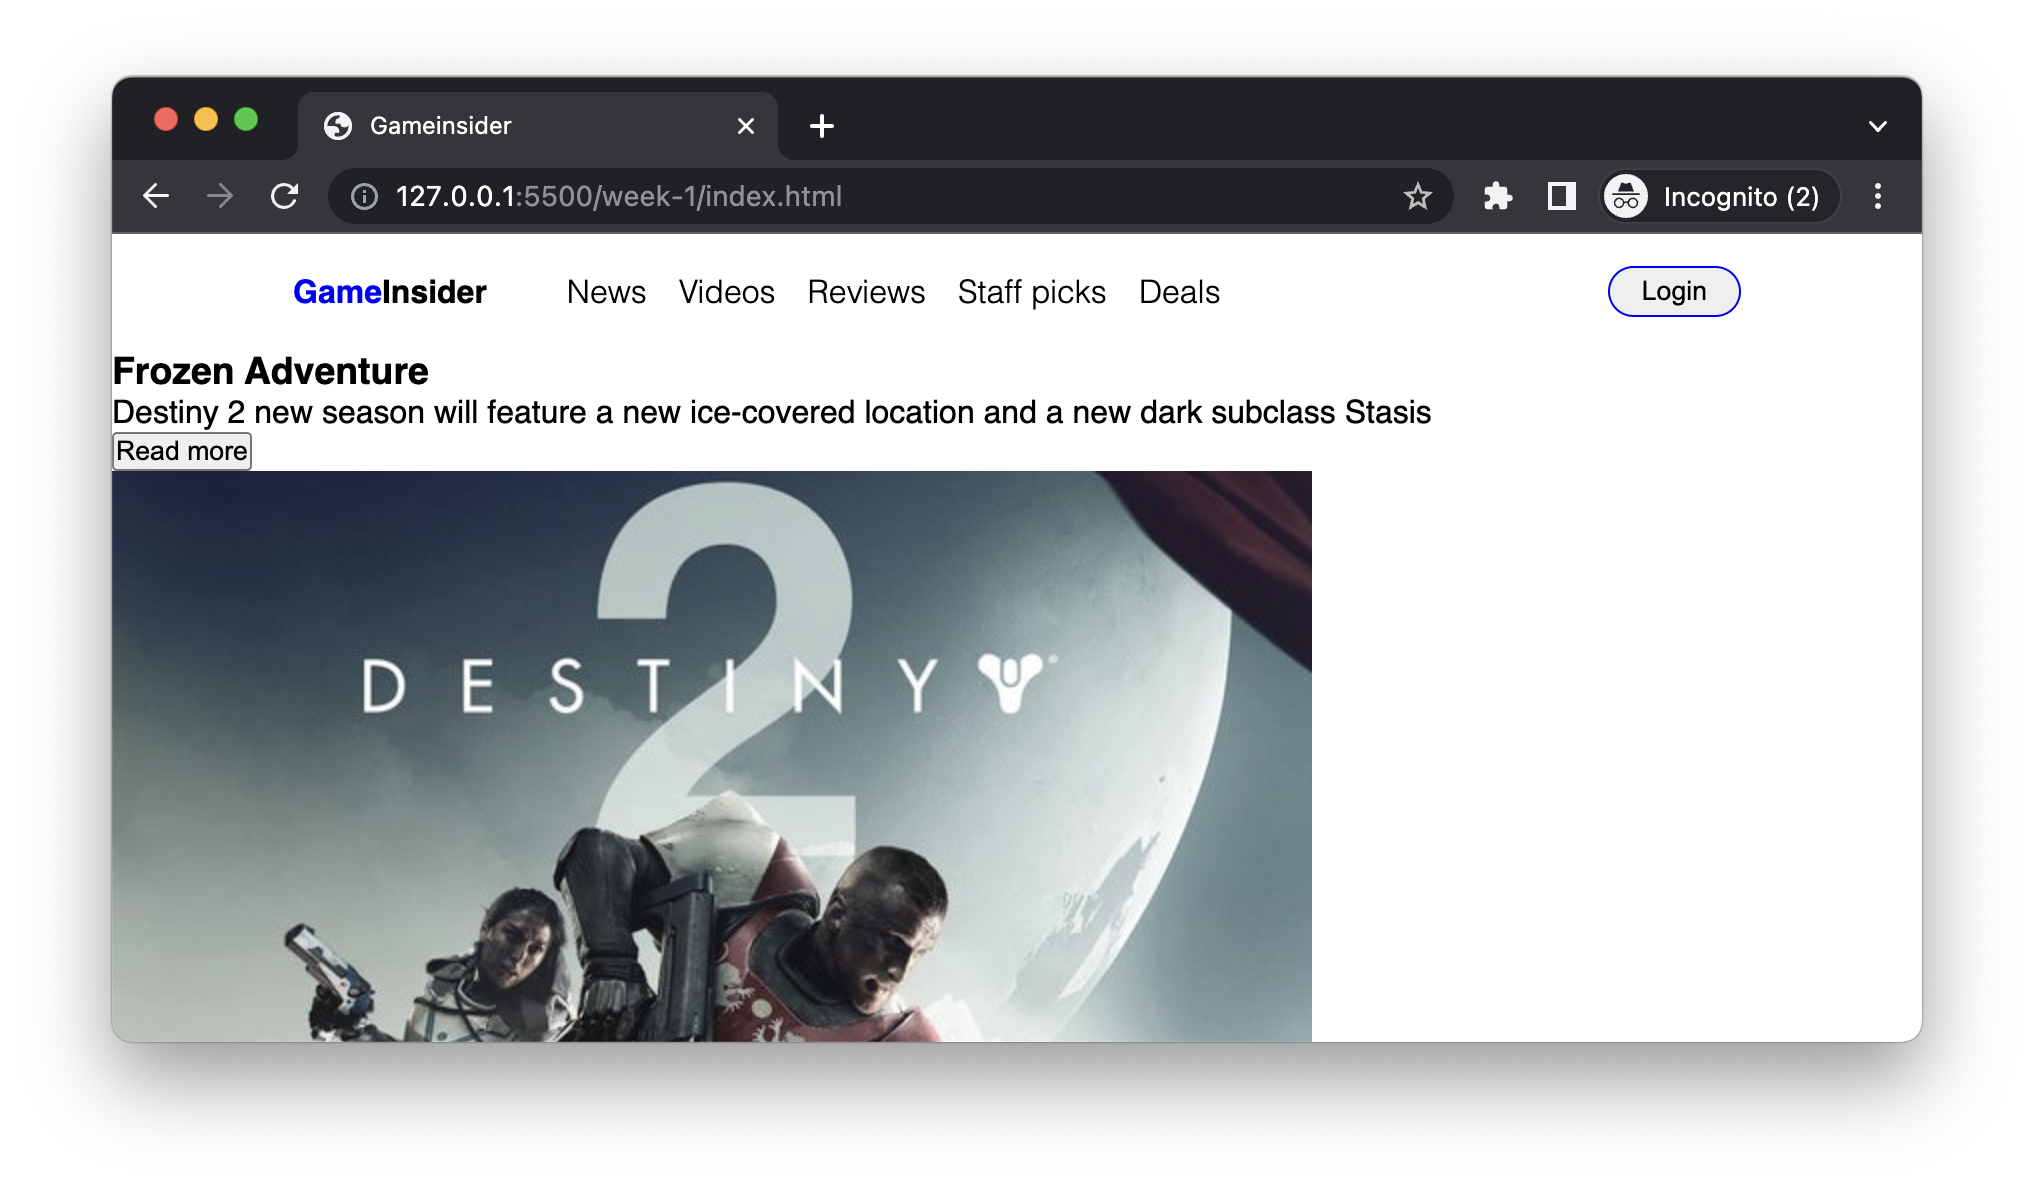 Gameinsider
127.0.0.1:5500/week-1/index.html
Incognito (2)
GameInsider News Videos Reviews Staff picks Deals Login
Frozen Adventure
Destiny 2 new season will feature a new ice-covered location and a new dark subclass Stasis
Read more
2
DESTINY